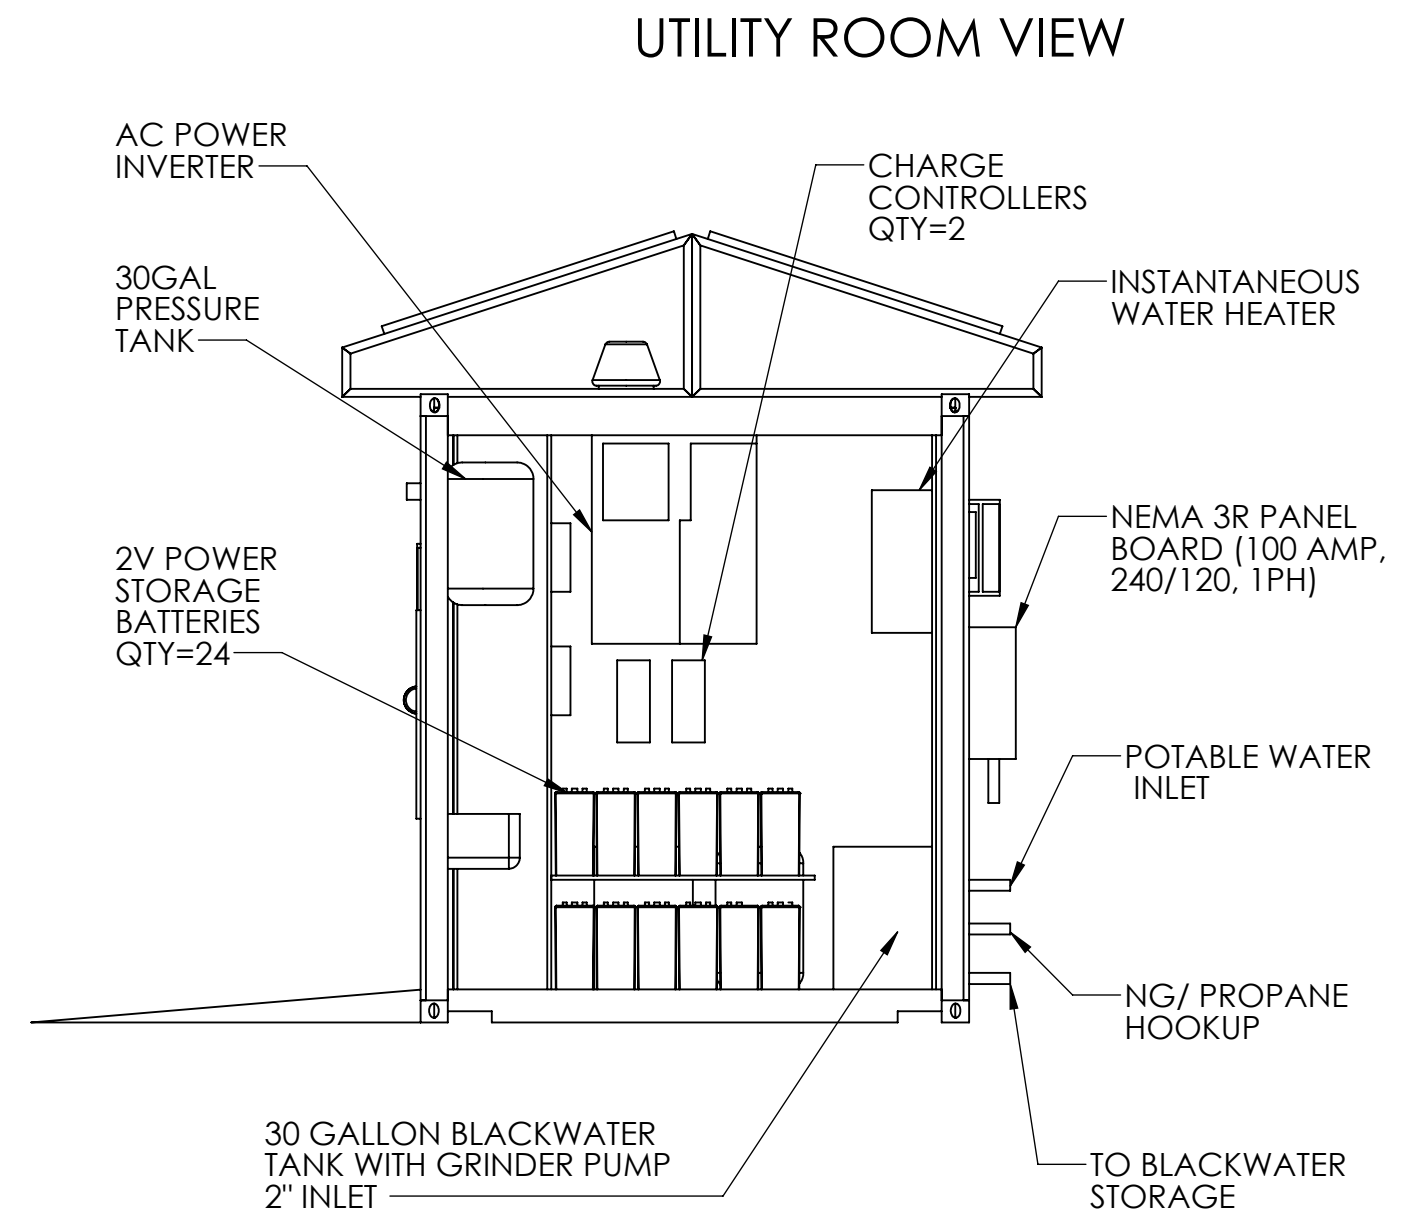 UTILITY ROOM VIEW
AC POWER
INVERTER
CHARGE
CONTROLLERS
QTY=2
30GAL
PRESSURE
TANK
INSTANTANEOUS
WATER HEATER
2V POWER
STORAGE
BATTERIES
QTY=24
NEMA 3R PANEL
BOARD (100 AMP,
240/120, 1PH)
POTABLE WATER
INLET
NG/ PROPANE
HOOKUP
30 GALLON BLACKWATER
TANK WITH GRINDER PUMP
2" INLET
TO BLACKWATER
STORAGE